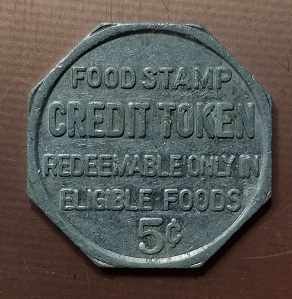 FOOD STAMP
CREDIT TOKEN
REDEEMABLE ONLY IN
ELIGIBLE FOODS
5¢